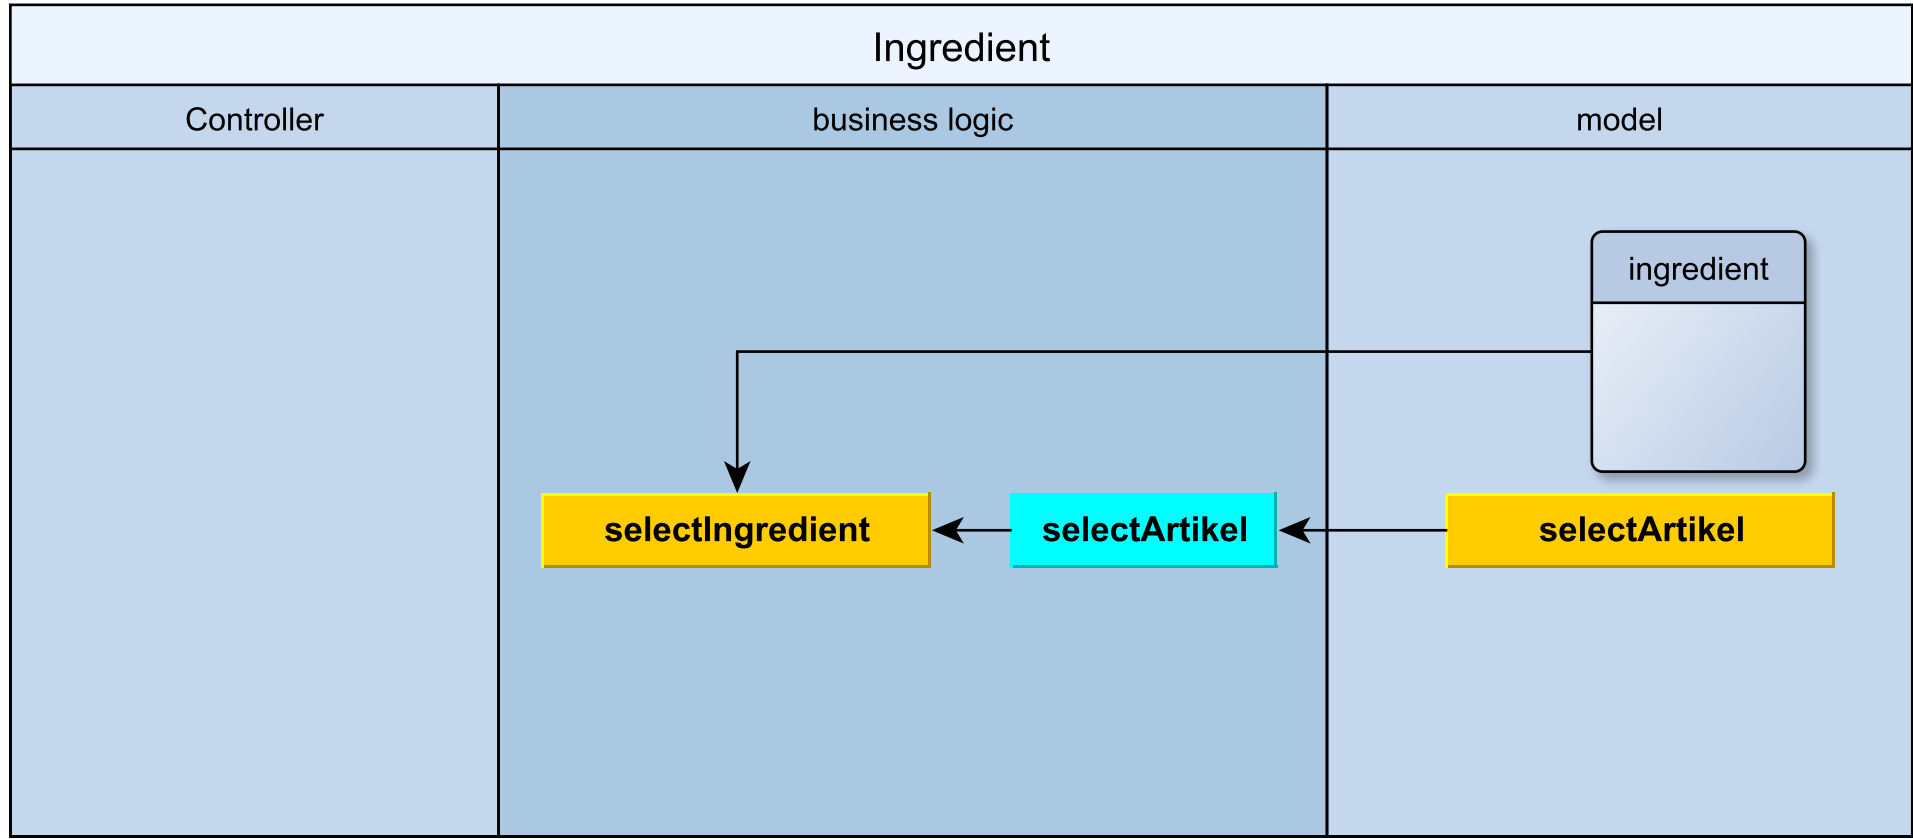 Ingredient
Controller
business logic
model
ingredient
selectIngredient
selectArtikel
selectArtikel